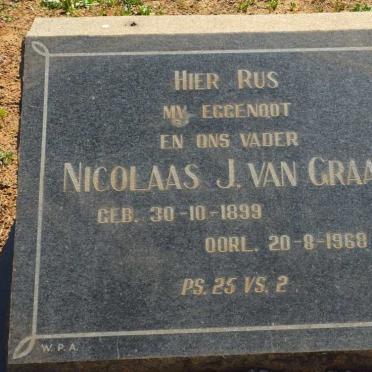 HIER RUS
MY EGGENOOT
EN ONS VADER
NICOLAAS J. VAN GRAA
GEB. 30-10-1899
OORL. 20-8-1968
PS. 25 VS. 2
W.P.A.